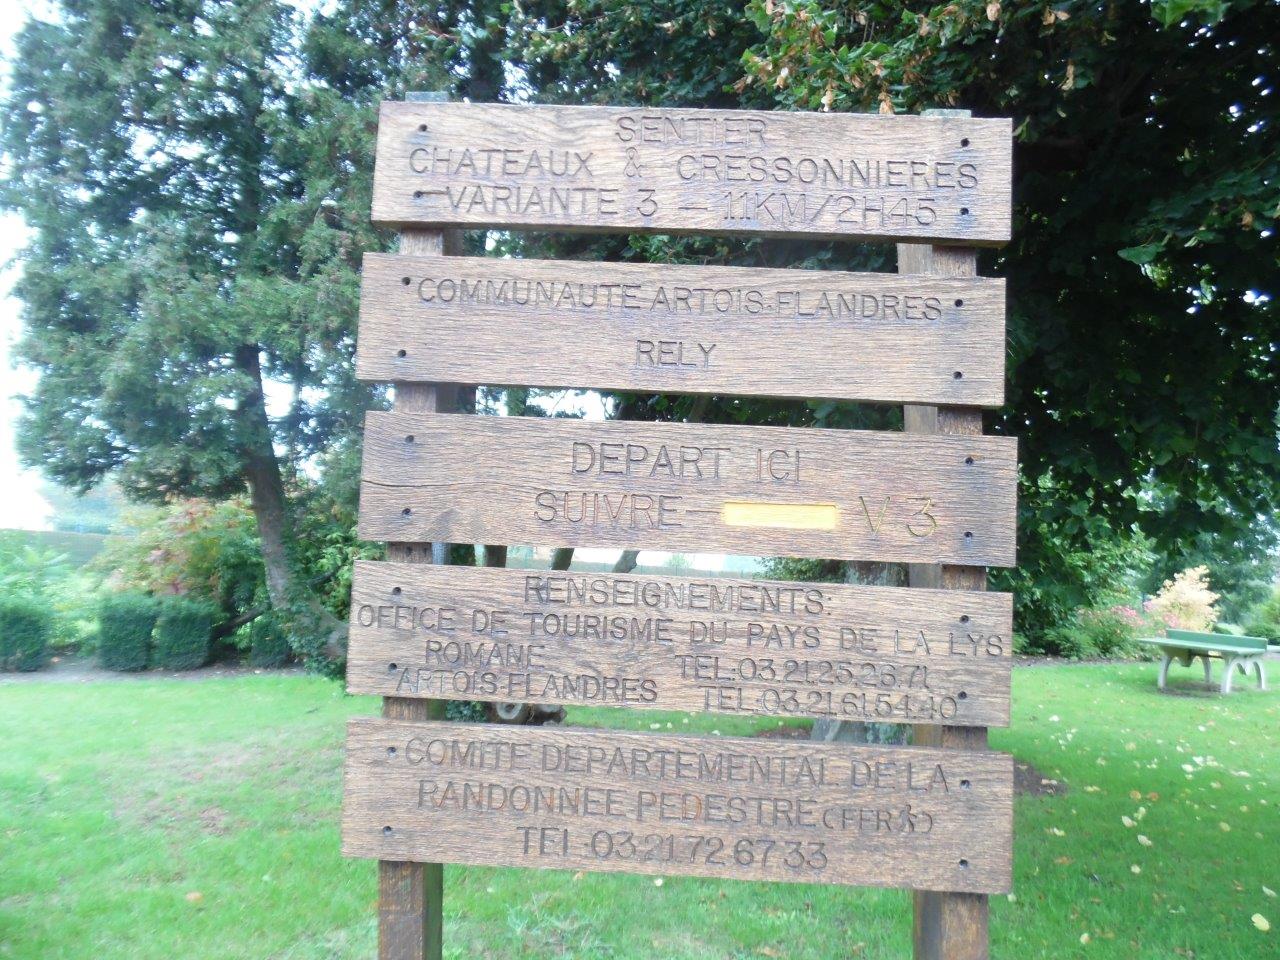 SENTIER
CHATEAUX & CRESSONNIERES
-VARIANTE 3 - 11KM/2H45
COMMUNAUTE ARTOIS-FLANDRES
RELY
DEPART ICI
SUIVRE V3
RENSEIGNEMENTS:
OFFICE DE TOURISME DU PAYS DE LA LYS
ROMANE TEL:03.21.25.26.71
ARTOIS-FLANDRES TEL:03.21.61.54.40
COMITE DEPARTEMENTAL DE LA
RANDONNEE PEDESTRE (FFR)
TEL:03.21.72.67.33